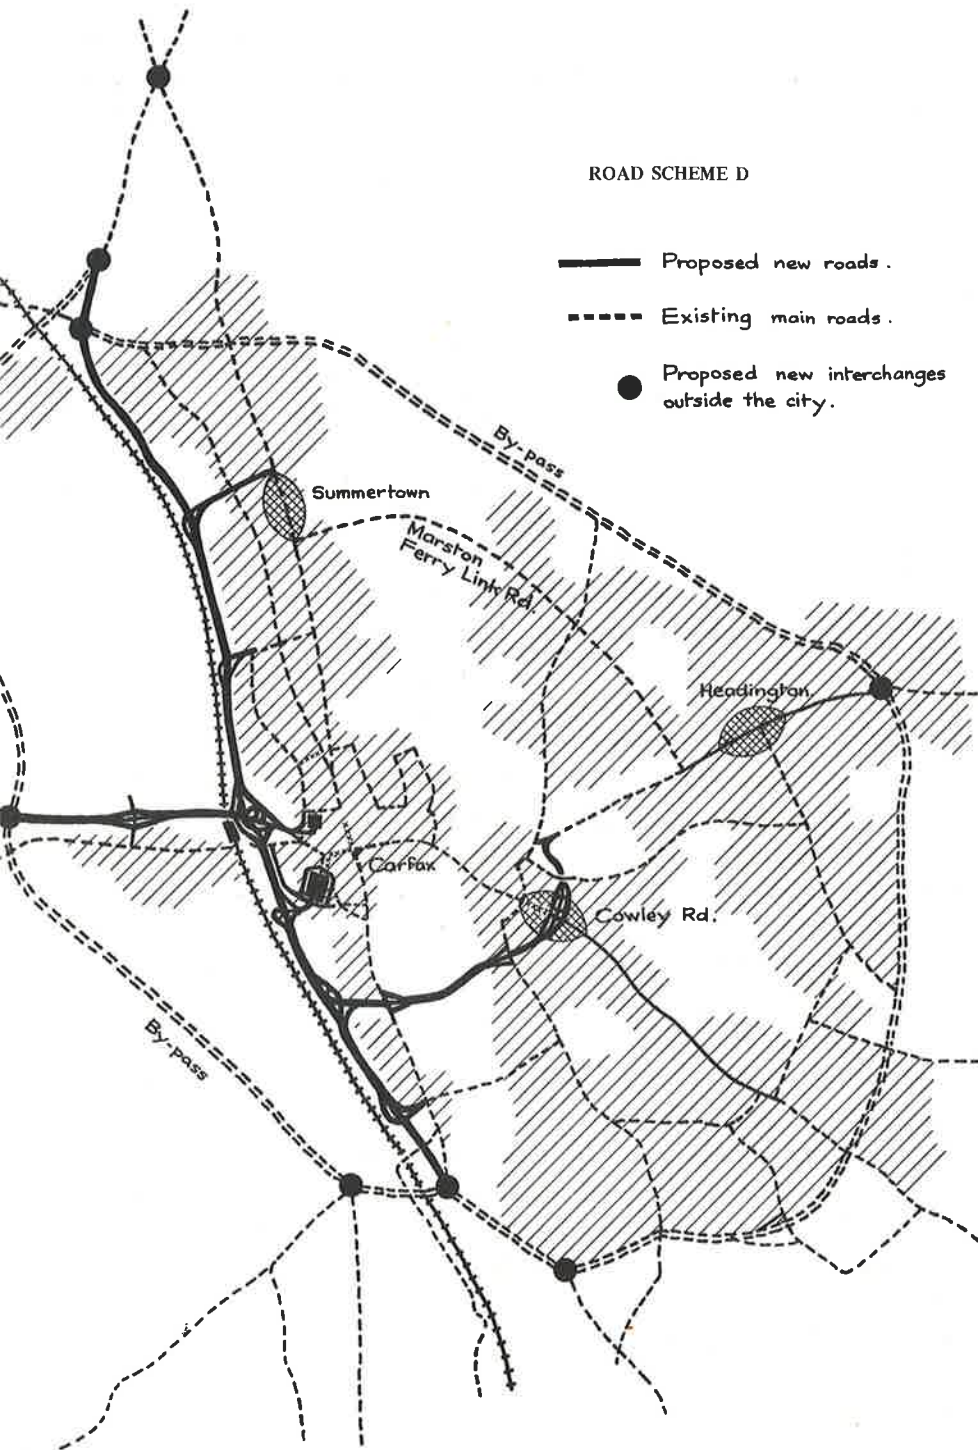 ROAD SCHEME D
Proposed new roads.
Existing main roads.
Proposed new interchanges
outside the city.
By-pass
Summertown
Marston
Ferry Link Rd.
Headington.
Carfax
Cowley Rd.
By-pass